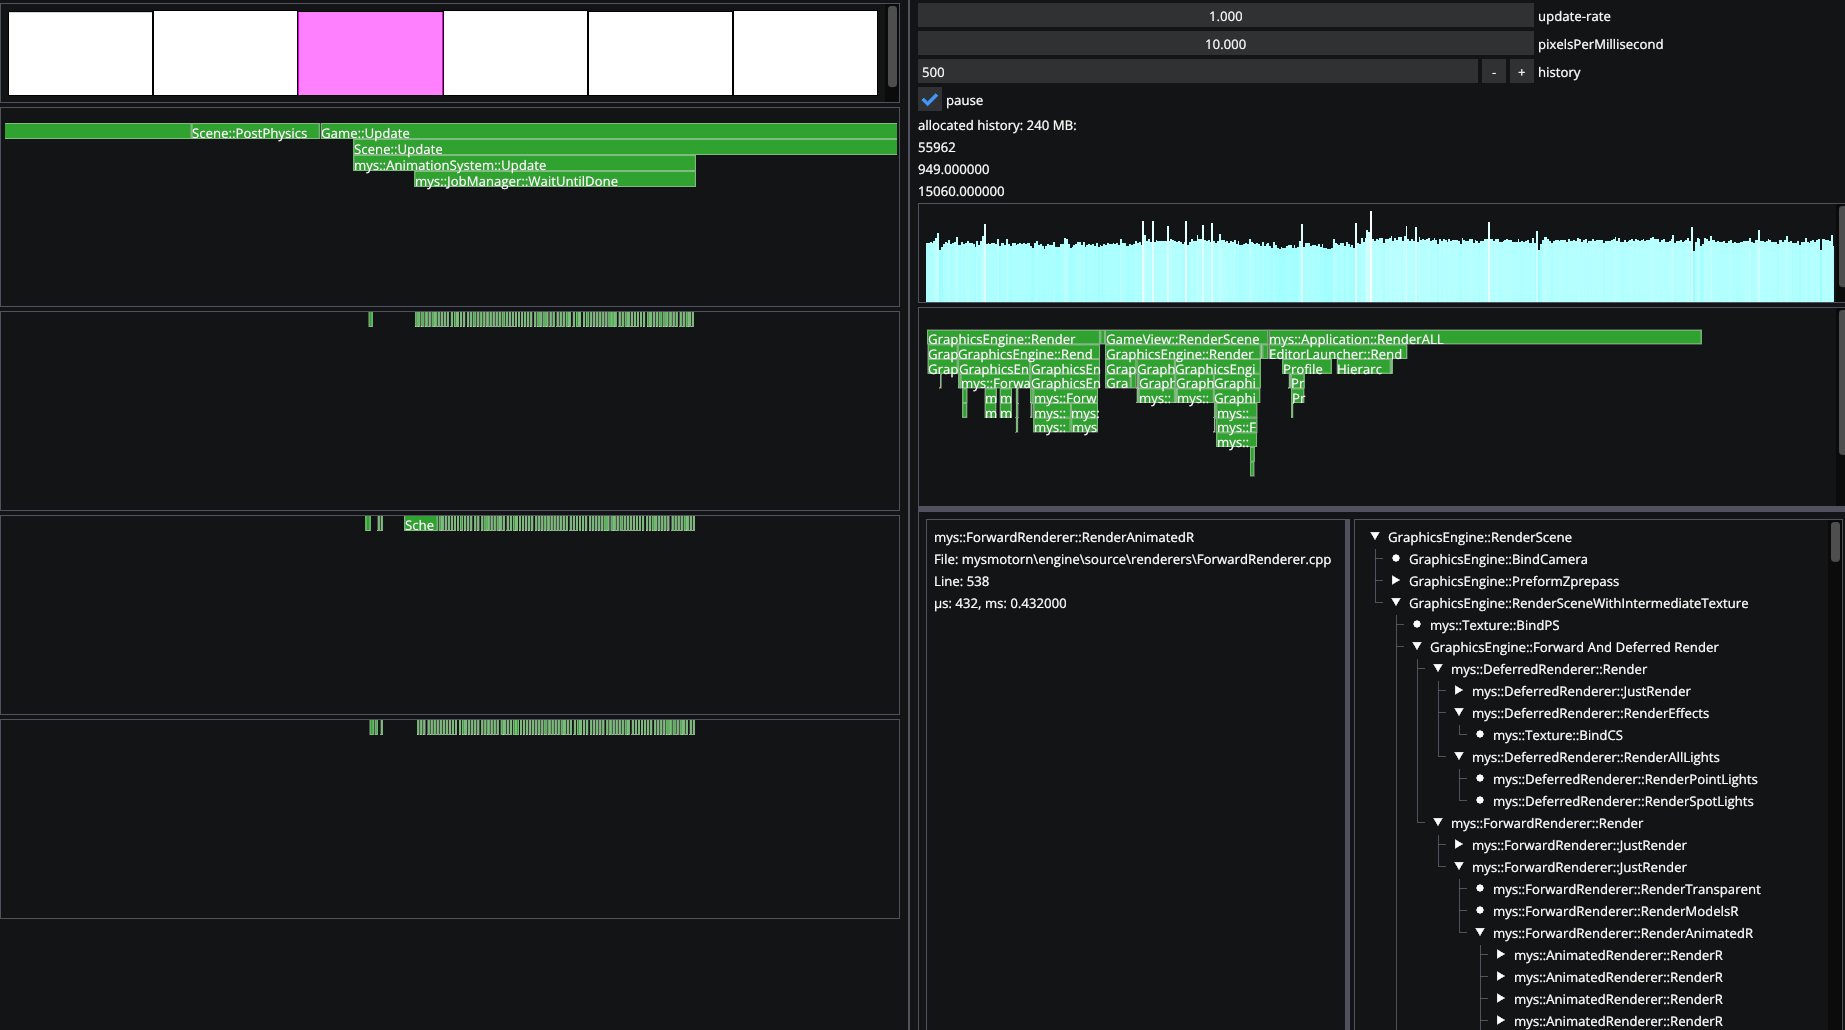 Scene::PostPhysics
Game::Update
Scene::Update
mys::AnimationSystem::Update
mys::JobManager::WaitUntilDone
Sche
1.000 update-rate
10.000 pixelsPerMillisecond
500 - + history
pause
allocated history: 240 MB:
55962
949.000000
15060.000000
GraphicsEngine::Render GameView::RenderScene mys::Application::RenderALL
Grap GraphicsEngine::Rend GraphicsEngine::Render EditorLauncher::Rend
Grap GraphicsEn GraphicsEn Grap Graph GraphicsEngi Profile Hierarc
mys::Forwa GraphicsEn Gra Graph Graph Graphi Pr
m m mys::Forw mys:: mys:: Graphi Pr
m m mys:: mys: mys::
mys:: mys mys::F
mys::
mys::ForwardRenderer::RenderAnimatedR
File: mysmotorn\engine\source\renderers\ForwardRenderer.cpp
Line: 538
µs: 432, ms: 0.432000
GraphicsEngine::RenderScene
GraphicsEngine::BindCamera
GraphicsEngine::PreformZprepass
GraphicsEngine::RenderSceneWithIntermediateTexture
mys::Texture::BindPS
GraphicsEngine::Forward And Deferred Render
mys::DeferredRenderer::Render
mys::DeferredRenderer::JustRender
mys::DeferredRenderer::RenderEffects
mys::Texture::BindCS
mys::DeferredRenderer::RenderAllLights
mys::DeferredRenderer::RenderPointLights
mys::DeferredRenderer::RenderSpotLights
mys::ForwardRenderer::Render
mys::ForwardRenderer::JustRender
mys::ForwardRenderer::JustRender
mys::ForwardRenderer::RenderTransparent
mys::ForwardRenderer::RenderModelsR
mys::ForwardRenderer::RenderAnimatedR
mys::AnimatedRenderer::RenderR
mys::AnimatedRenderer::RenderR
mys::AnimatedRenderer::RenderR
mys::AnimatedRenderer::RenderR